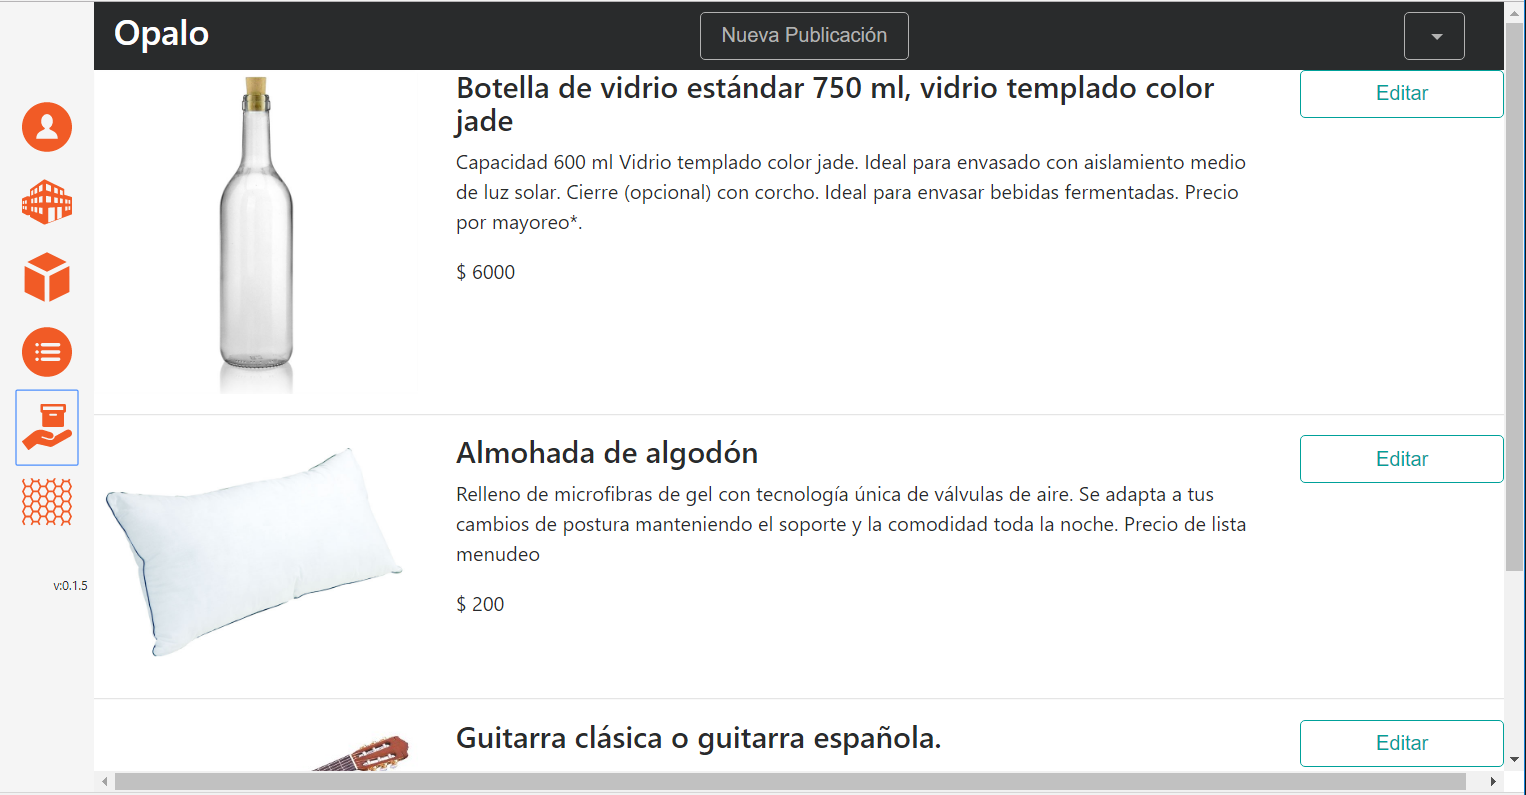 Opalo
Nueva Publicación
Botella de vidrio estándar 750 ml, vidrio templado color
jade
Editar
Capacidad 600 ml Vidrio templado color jade. Ideal para envasado con aislamiento medio
de luz solar. Cierre (opcional) con corcho. Ideal para envasar bebidas fermentadas. Precio
por mayoreo*.
$ 6000
Almohada de algodón
Editar
Relleno de microfibras de gel con tecnología única de válvulas de aire. Se adapta a tus
cambios de postura manteniendo el soporte y la comodidad toda la noche. Precio de lista
menudeo
$ 200
v:0.1.5
Guitarra clásica o guitarra española.
Editar